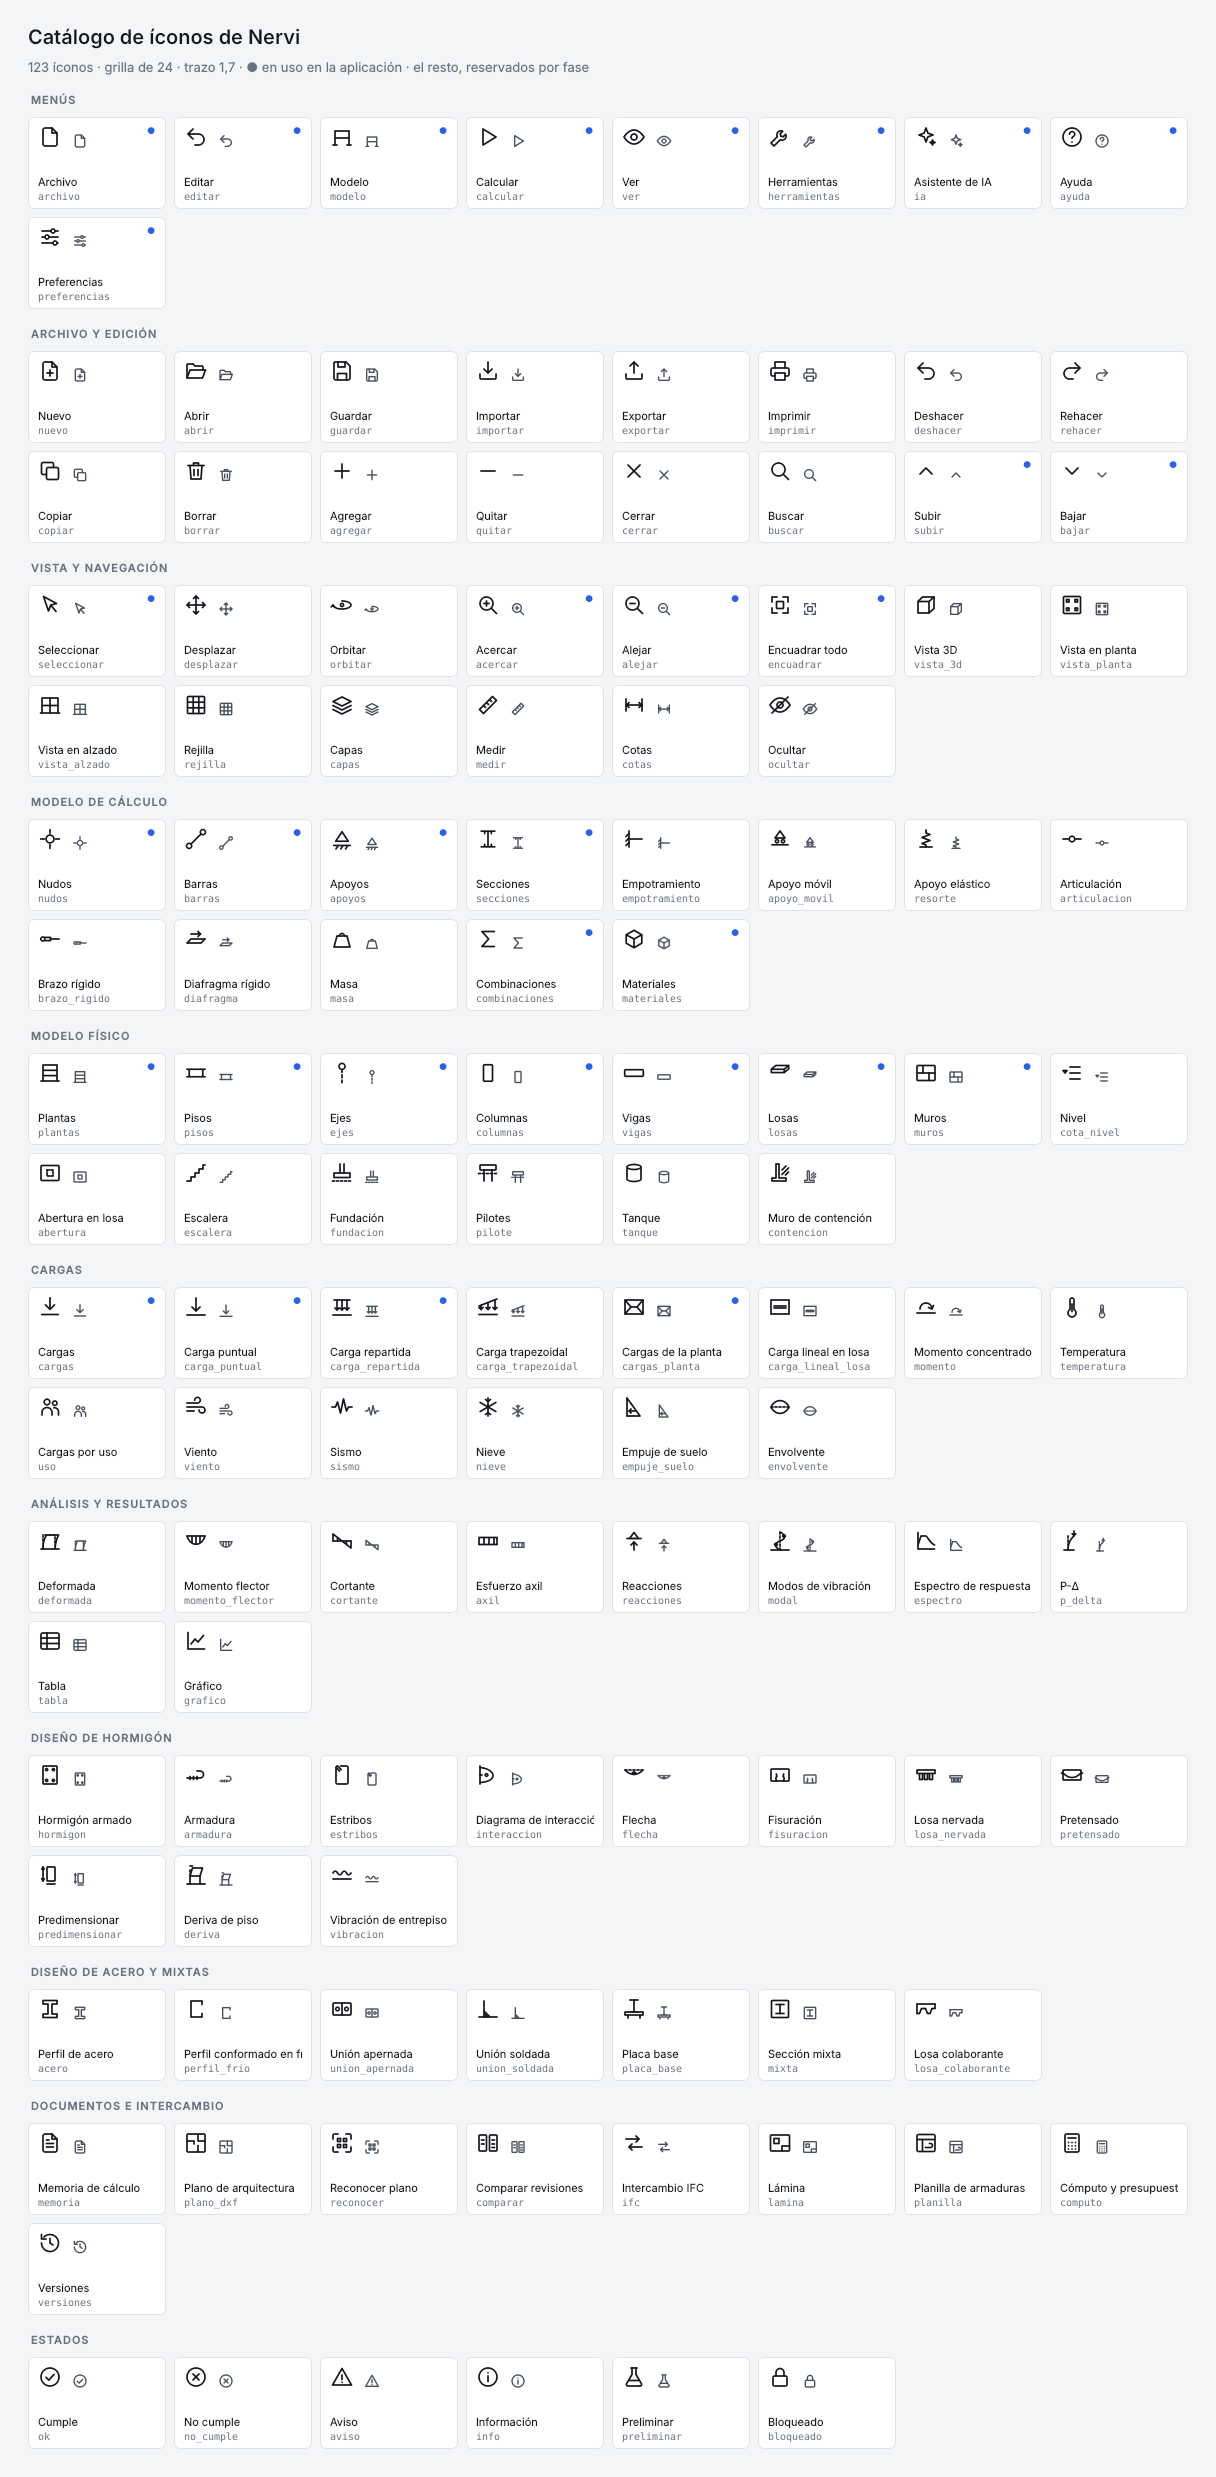 Catálogo de íconos de Nervi
123 íconos · grilla de 24 · trazo 1,7 · ● en uso en la aplicación · el resto, reservados por fase
MENÚS
Archivo Editar Modelo Calcular Ver Herramientas Asistente de IA Ayuda
archivo editar modelo calcular ver herramientas ia ayuda
Preferencias
preferencias
ARCHIVO Y EDICIÓN
Nuevo Abrir Guardar Importar Exportar Imprimir Deshacer Rehacer
nuevo abrir guardar importar exportar imprimir deshacer rehacer
Copiar Borrar Agregar Quitar Cerrar Buscar Subir Bajar
copiar borrar agregar quitar cerrar buscar subir bajar
VISTA Y NAVEGACIÓN
Seleccionar Desplazar Orbitar Acercar Alejar Encuadrar todo Vista 3D Vista en planta
seleccionar desplazar orbitar acercar alejar encuadrar vista_3d vista_planta
Vista en alzado Rejilla Capas Medir Cotas Ocultar
vista_alzado rejilla capas medir cotas ocultar
MODELO DE CÁLCULO
Nudos Barras Apoyos Secciones Empotramiento Apoyo móvil Apoyo elástico Articulación
nudos barras apoyos secciones empotramiento apoyo_movil resorte articulacion
Brazo rígido Diafragma rígido Masa Combinaciones Materiales
brazo_rigido diafragma masa combinaciones materiales
MODELO FÍSICO
Plantas Pisos Ejes Columnas Vigas Losas Muros Nivel
plantas pisos ejes columnas vigas losas muros cota_nivel
Abertura en losa Escalera Fundación Pilotes Tanque Muro de contención
abertura escalera fundacion pilote tanque contencion
CARGAS
Cargas Carga puntual Carga repartida Carga trapezoidal Cargas de la planta Carga lineal en losa Momento concentrado Temperatura
cargas carga_puntual carga_repartida carga_trapezoidal cargas_planta carga_lineal_losa momento temperatura
Cargas por uso Viento Sismo Nieve Empuje de suelo Envolvente
uso viento sismo nieve empuje_suelo envolvente
ANÁLISIS Y RESULTADOS
Deformada Momento flector Cortante Esfuerzo axil Reacciones Modos de vibración Espectro de respuesta P-Δ
deformada momento_flector cortante axil reacciones modal espectro p_delta
Tabla Gráfico
tabla grafico
DISEÑO DE HORMIGÓN
Hormigón armado Armadura Estribos Diagrama de interacció Flecha Fisuración Losa nervada Pretensado
hormigon armadura estribos interaccion flecha fisuracion losa_nervada pretensado
Predimensionar Deriva de piso Vibración de entrepiso
predimensionar deriva vibracion
DISEÑO DE ACERO Y MIXTAS
Perfil de acero Perfil conformado en fr Unión apernada Unión soldada Placa base Sección mixta Losa colaborante
acero perfil_frio union_apernada union_soldada placa_base mixta losa_colaborante
DOCUMENTOS E INTERCAMBIO
Memoria de cálculo Plano de arquitectura Reconocer plano Comparar revisiones Intercambio IFC Lámina Planilla de armaduras Cómputo y presupuest
memoria plano_dxf reconocer comparar ifc lamina planilla computo
Versiones
versiones
ESTADOS
Cumple No cumple Aviso Información Preliminar Bloqueado
ok no_cumple aviso info preliminar bloqueado